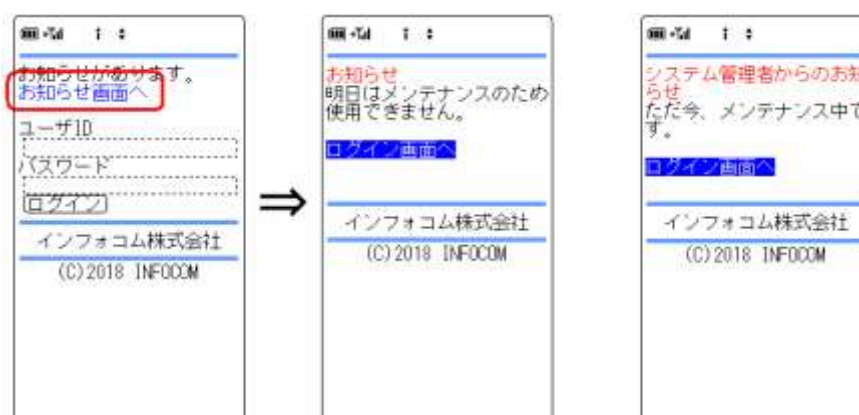 お知らせがあります。
お知らせ画面へ
ユーザID
パスワード
ログイン
インフォコム株式会社
(C)2018 INFOCOM
⇒
お知らせ
明日はメンテナンスのため
使用できません。
ログイン画面へ
インフォコム株式会社
(C)2018 INFOCOM
システム管理者からのお知
らせ
ただ今、メンテナンス中で
す。
ログイン画面へ
インフォコム株式会社
(C)2018 INFOCOM